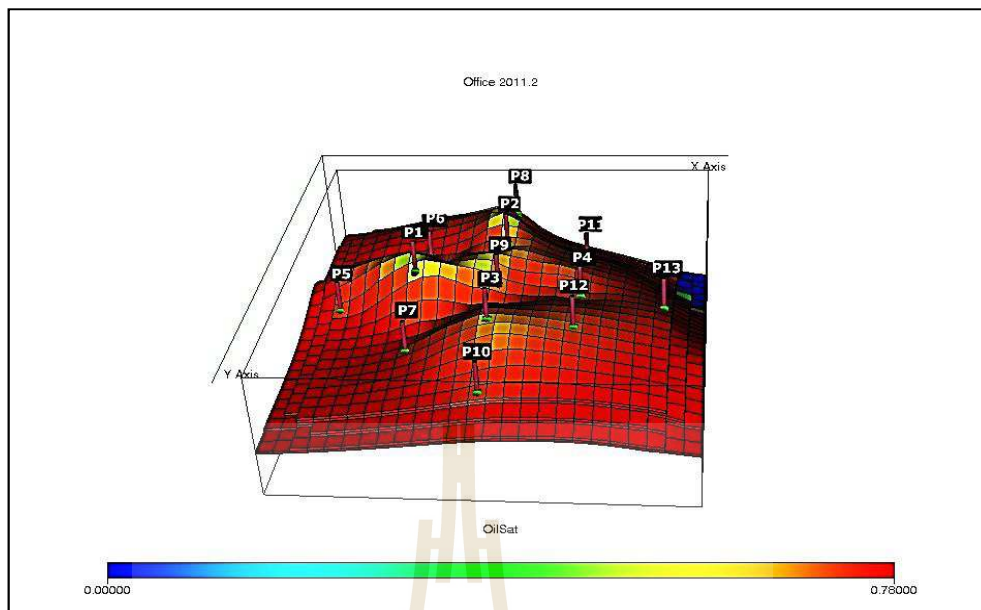 Office 2011.2
X Axis
P8
P2
P6
P11
P1
P9
P4
P13
P5
P3
P12
P7
P10
Y Axis
OilSat
0.00000
0.78000